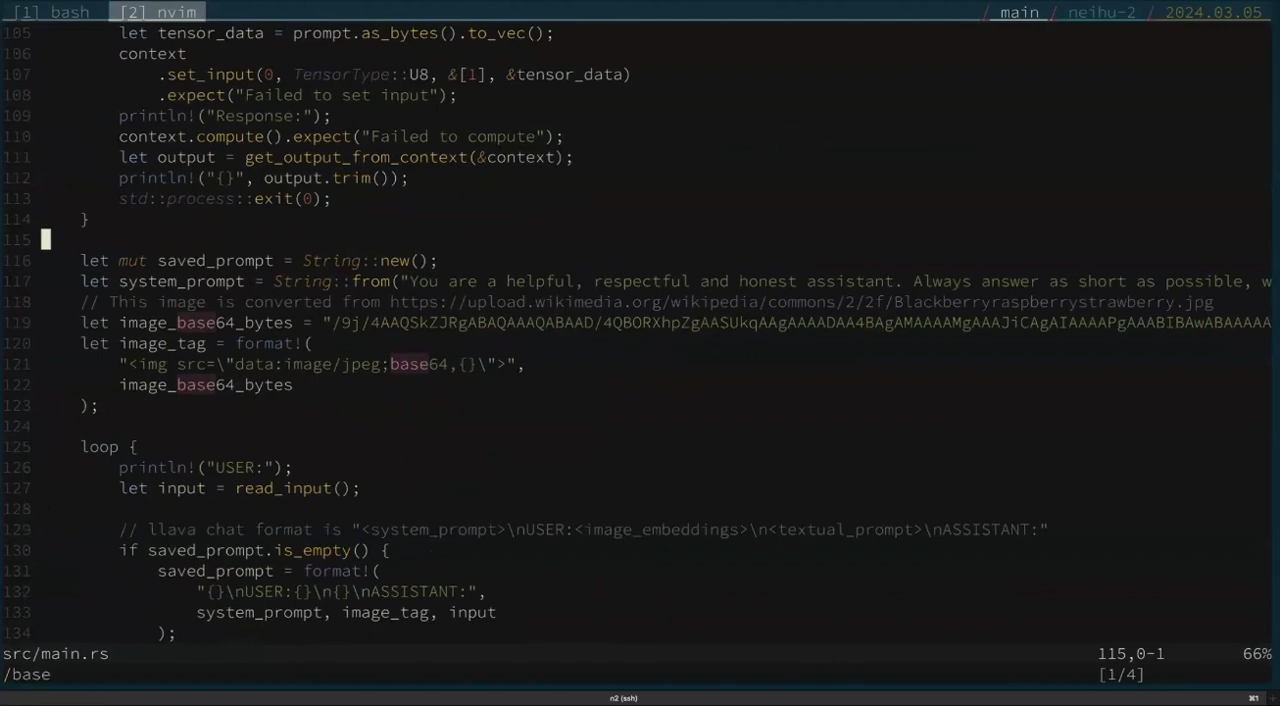 [1] bash [2] nvim / main / neihu-2 / 2024.03.05
105 let tensor_data = prompt.as_bytes().to_vec();
106 context
107 .set_input(0, TensorType::U8, &[1], &tensor_data)
108 .expect("Failed to set input");
109 println!("Response:");
110 context.compute().expect("Failed to compute");
111 let output = get_output_from_context(&context);
112 println!("{}", output.trim());
113 std::process::exit(0);
114 }
115
116 let mut saved_prompt = String::new();
117 let system_prompt = String::from("You are a helpful, respectful and honest assistant. Always answer as short as possible, w
118 // This image is converted from https://upload.wikimedia.org/wikipedia/commons/2/2f/Blackberryraspberrystrawberry.jpg
119 let image_base64_bytes = "/9j/4AAQSkZJRgABAQAAAQABAAD/4QBORXhpZgAASUkqAAgAAAADAA4BAgAMAAAAMgAAAJiCAgAIAAAAPgAAABIBAwABAAAAA
120 let image_tag = format!(
121 "<img src=\"data:image/jpeg;base64,{}\">",
122 image_base64_bytes
123 );
124
125 loop {
126 println!("USER:");
127 let input = read_input();
128
129 // llava chat format is "<system_prompt>\nUSER:<image_embeddings>\n<textual_prompt>\nASSISTANT:"
130 if saved_prompt.is_empty() {
131 saved_prompt = format!(
132 "{}\nUSER:{}\n{}\nASSISTANT:",
133 system_prompt, image_tag, input
134 );
src/main.rs 115,0-1 66%
/base [1/4]
n2 (ssh) ⌘1